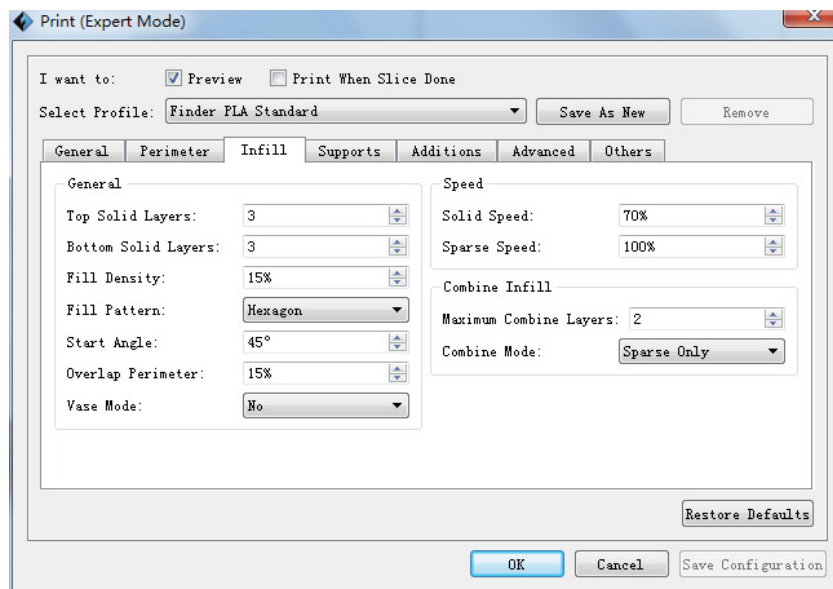 Print (Expert Mode)
I want to: Preview Print When Slice Done
Select Profile: Finder PLA Standard Save As New Remove
General Perimeter Infill Supports Additions Advanced Others
General
Top Solid Layers: 3
Bottom Solid Layers: 3
Fill Density: 15%
Fill Pattern: Hexagon
Start Angle: 45°
Overlap Perimeter: 15%
Vase Mode: No
Speed
Solid Speed: 70%
Sparse Speed: 100%
Combine Infill
Maximum Combine Layers: 2
Combine Mode: Sparse Only
Restore Defaults
OK Cancel Save Configuration